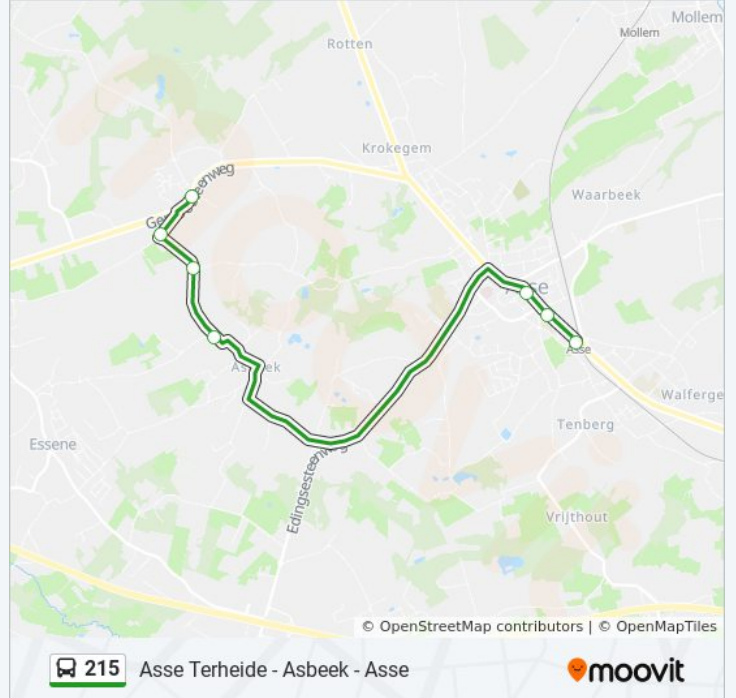 Mollem
Mollem
Rotten
Krokegem
Waarbeek
Asse
Asbeek
Walferge
Tenberg
Essene
Edingsesteenweg
Vrijthout
© OpenStreetMap contributors | © OpenMapTiles
215 Asse Terheide - Asbeek - Asse
moovit